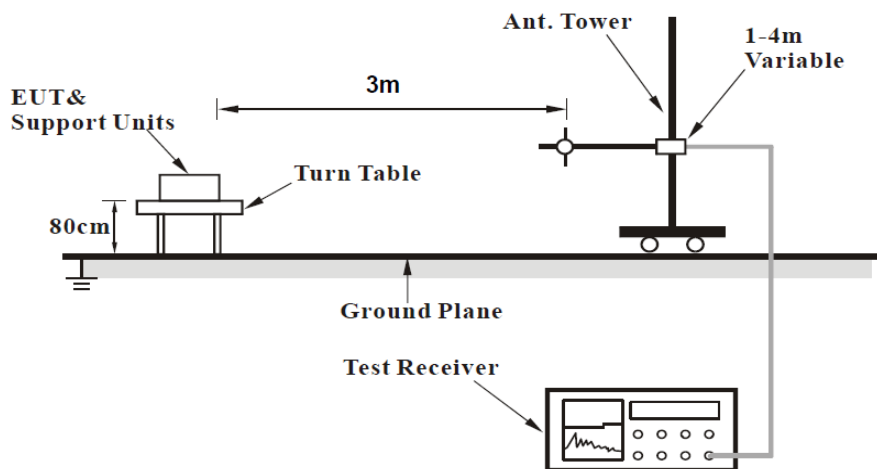 Ant. Tower
1-4m
Variable
3m
EUT&
Support Units
Turn Table
80cm
Ground Plane
Test Receiver